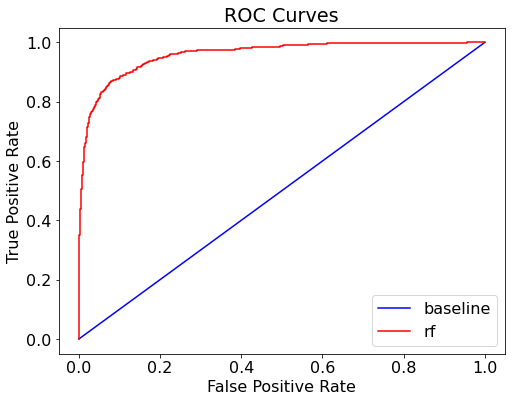 ROC Curves
True Positive Rate
1.0
0.8
0.6
0.4
0.2
0.0
0.0 0.2 0.4 0.6 0.8 1.0
False Positive Rate
baseline
rf